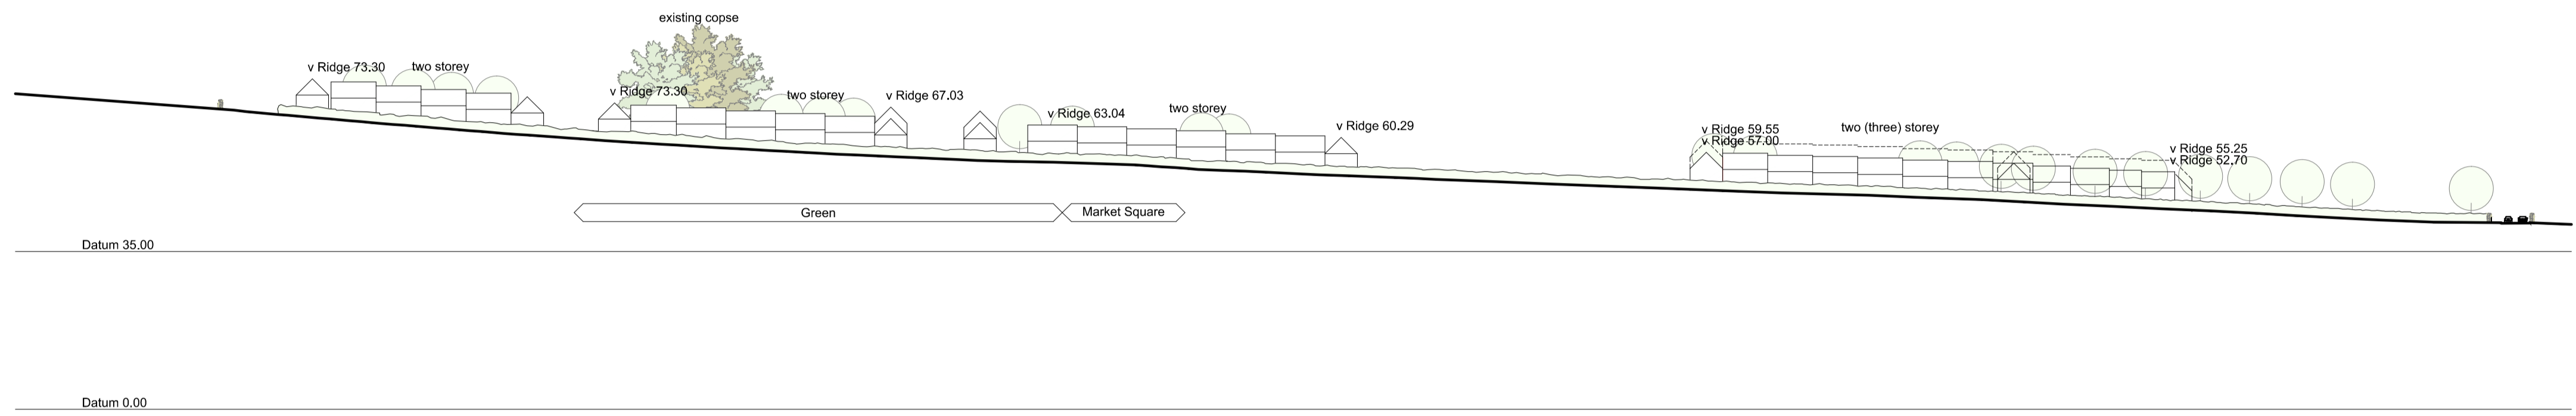 existing copse
v Ridge 73.30
two storey
v Ridge 73.30
two storey
v Ridge 67.03
v Ridge 63.04
two storey
v Ridge 60.29
v Ridge 59.55
v Ridge 57.00
two (three) storey
v Ridge 55.25
v Ridge 52.70
Green
Market Square
Datum 35.00
Datum 0.00